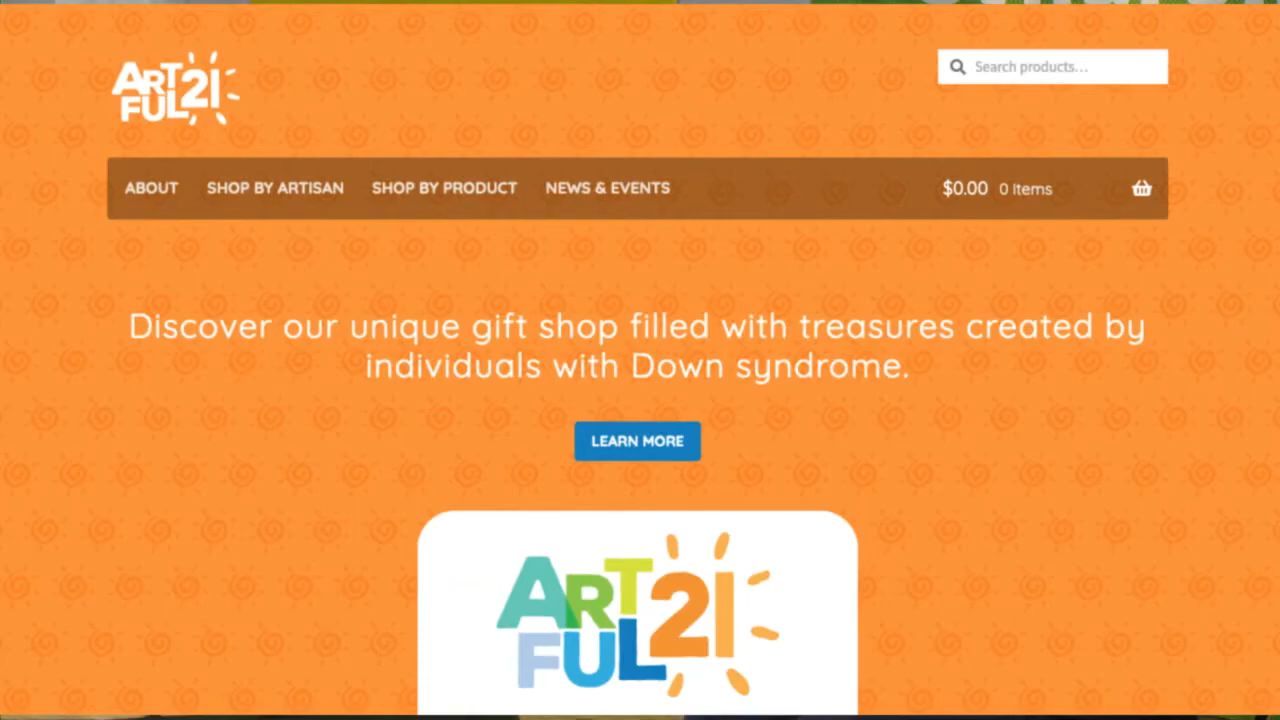 ART
FUL21
Search products...
ABOUT SHOP BY ARTISAN SHOP BY PRODUCT NEWS & EVENTS $0.00 0 items
Discover our unique gift shop filled with treasures created by
individuals with Down syndrome.
LEARN MORE
ART
FUL21